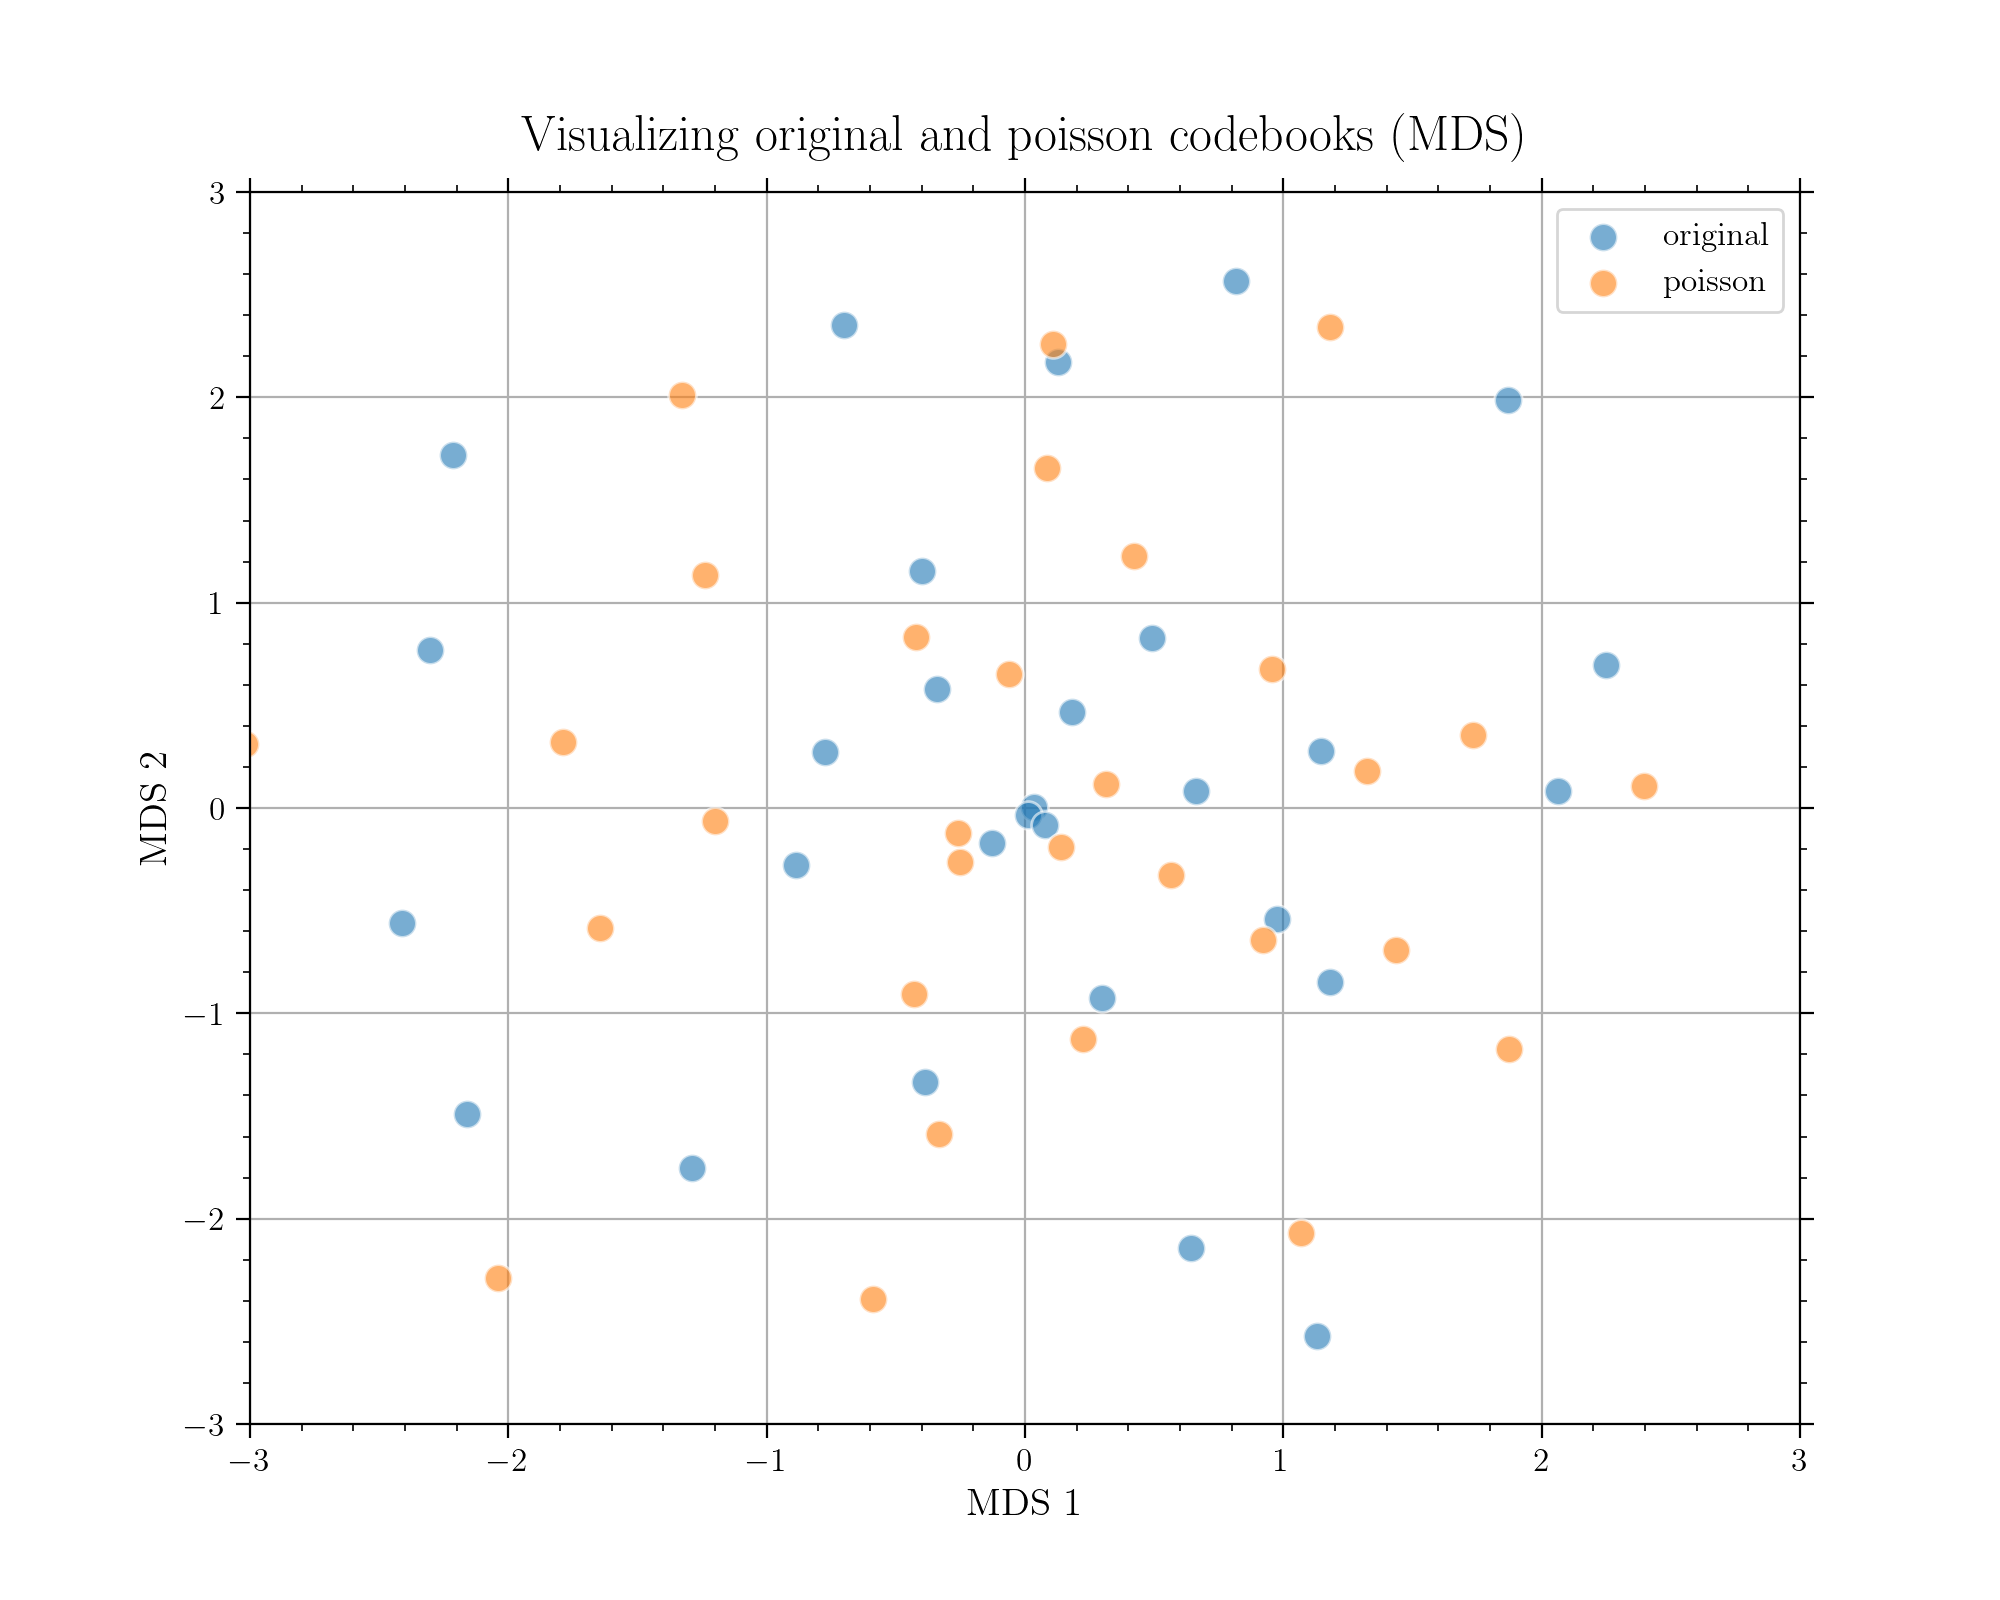 Visualizing original and poisson codebooks (MDS)
original
poisson
3
2
1
0
−1
−2
−3
MDS 2
−3
−2
−1
0
1
2
3
MDS 1